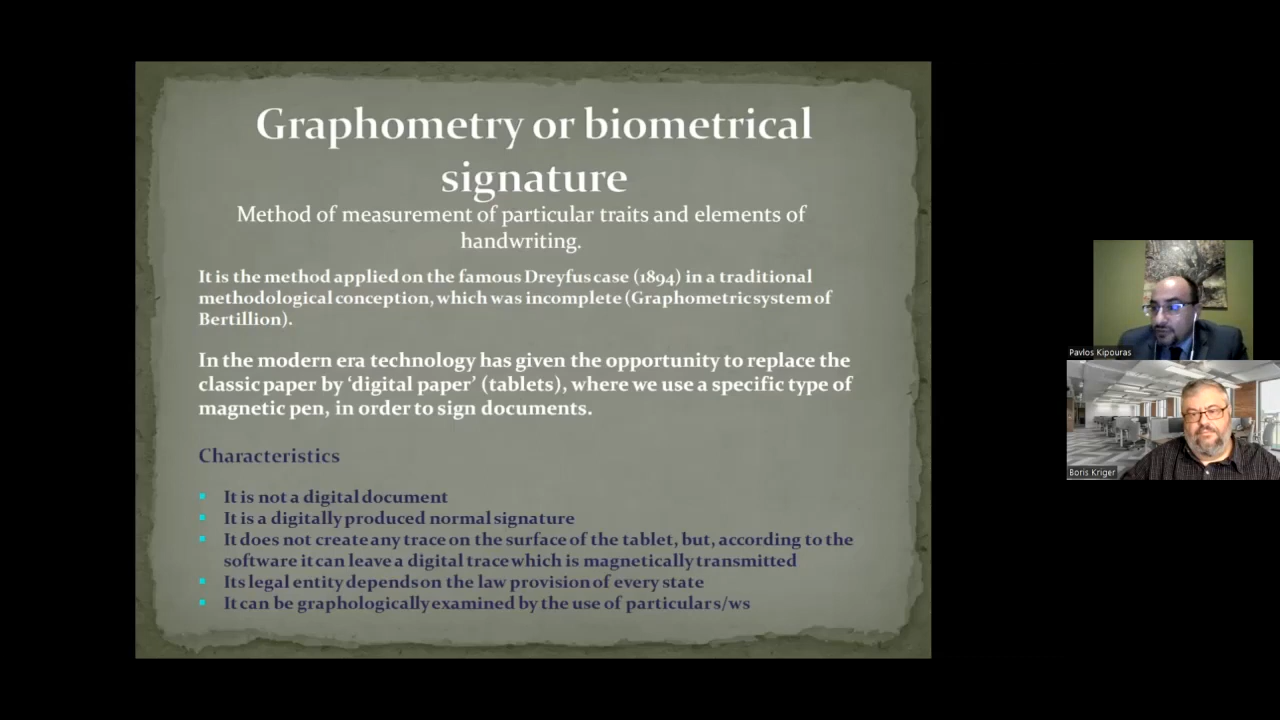 Graphometry or biometrical
signature
Method of measurement of particular traits and elements of
handwriting.
It is the method applied on the famous Dreyfus case (1894) in a traditional
methodological conception, which was incomplete (Graphometric system of
Bertillion).
In the modern era technology has given the opportunity to replace the
classic paper by ‘digital paper’ (tablets), where we use a specific type of
magnetic pen, in order to sign documents.
Characteristics
It is not a digital document
It is a digitally produced normal signature
It does not create any trace on the surface of the tablet, but, according to the
software it can leave a digital trace which is magnetically transmitted
Its legal entity depends on the law provision of every state
It can be graphologically examined by the use of particular s/ws
Pavlos Kipouras
Boris Kriger